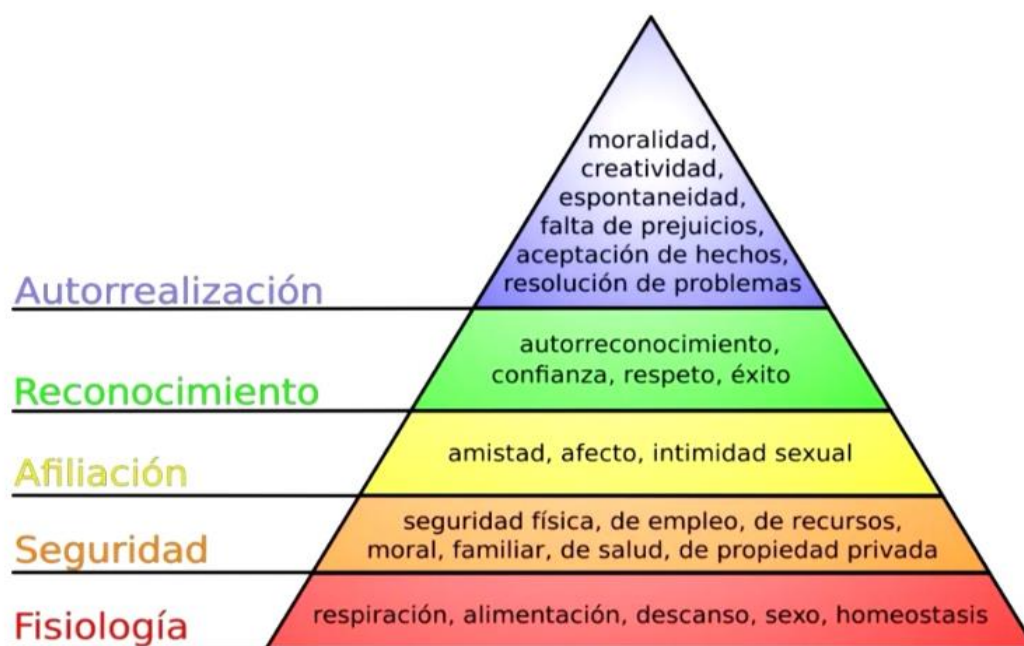 moralidad,
creatividad,
espontaneidad,
falta de prejuicios,
aceptación de hechos,
resolución de problemas
Autorrealización
autorreconocimiento,
confianza, respeto, éxito
Reconocimiento
amistad, afecto, intimidad sexual
Afiliación
seguridad física, de empleo, de recursos,
moral, familiar, de salud, de propiedad privada
Seguridad
respiración, alimentación, descanso, sexo, homeostasis
Fisiología